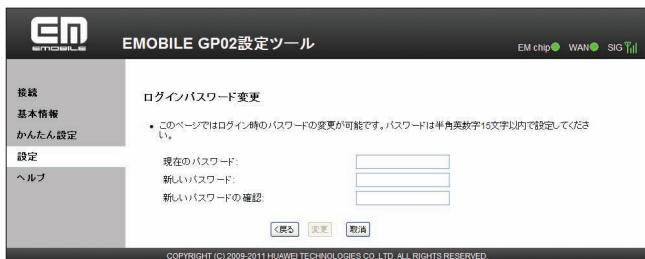 EM
EMOBILE
EMOBILE GP02設定ツール
EM chip WAN SIG
接続
基本情報
かんたん設定
設定
ヘルプ
ログインパスワード変更
• このページではログイン時のパスワードの変更が可能です。パスワードは半角英数字15文字以内で設定してくださ
い。
現在のパスワード:
新しいパスワード:
新しいパスワードの確認:
<戻る 変更 取消
COPYRIGHT (C) 2009-2011 HUAWEI TECHNOLOGIES CO. LTD. ALL RIGHTS RESERVED.